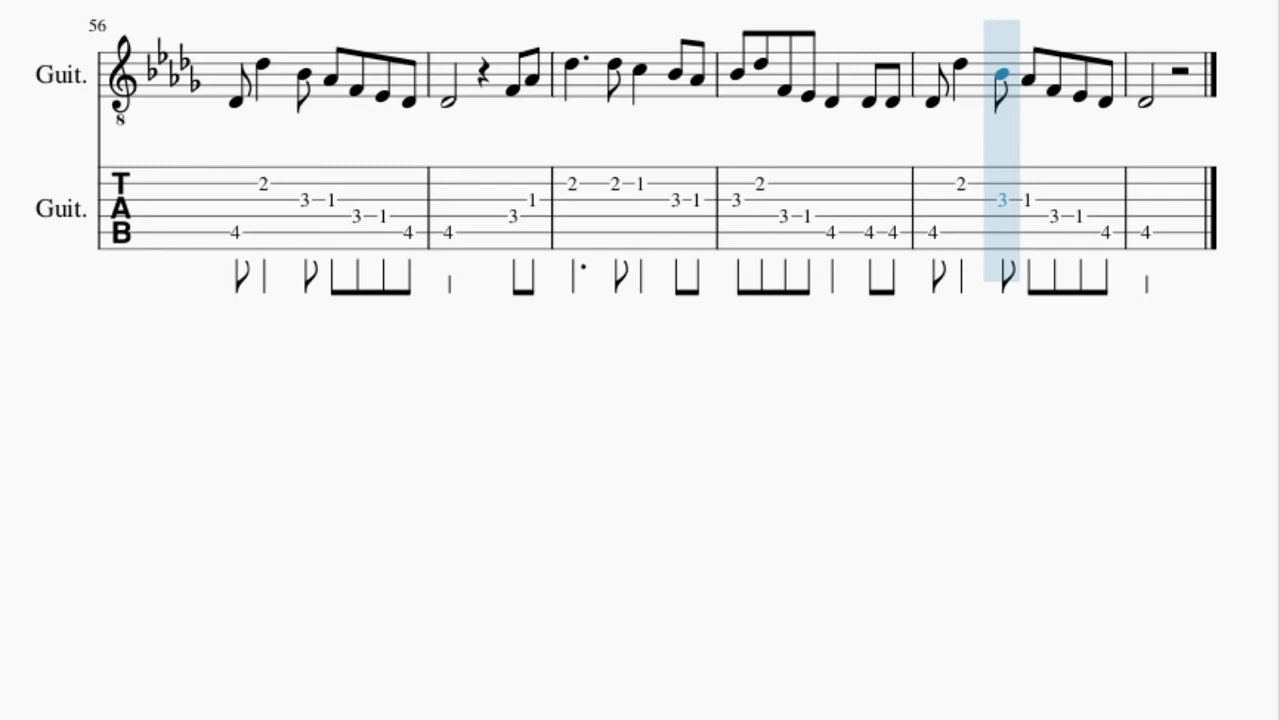 56
Guit.
8
Guit.
T
A
B
2 2 2 1 2 2
3 1 1 3 1 3 3 1
3 1 3 3 1 3 1
4 4 4 4 4 4 4 4 4